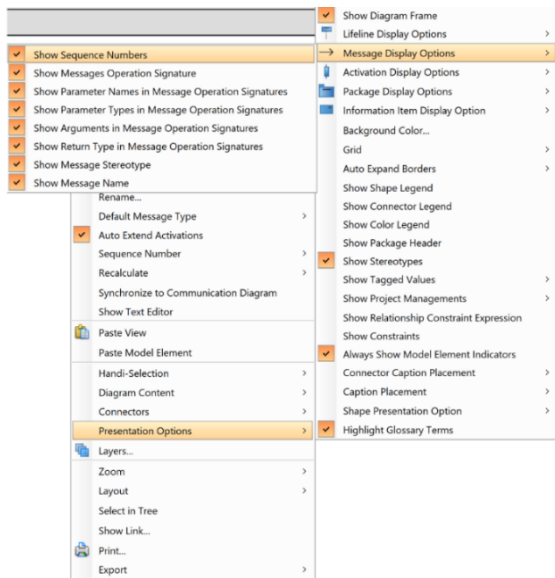 Show Sequence Numbers
Show Messages Operation Signature
Show Parameter Names in Message Operation Signatures
Show Parameter Types in Message Operation Signatures
Show Arguments in Message Operation Signatures
Show Return Type in Message Operation Signatures
Show Message Stereotype
Show Message Name
Rename...
Default Message Type
Auto Extend Activations
Sequence Number
Recalculate
Synchronize to Communication Diagram
Show Text Editor
Paste View
Paste Model Element
Handi-Selection
Diagram Content
Connectors
Presentation Options
Layers...
Zoom
Layout
Select in Tree
Show Link...
Print...
Export
Show Diagram Frame
Lifeline Display Options
Message Display Options
Activation Display Options
Package Display Options
Information Item Display Option
Background Color...
Grid
Auto Expand Borders
Show Shape Legend
Show Connector Legend
Show Color Legend
Show Package Header
Show Stereotypes
Show Tagged Values
Show Project Managements
Show Relationship Constraint Expression
Show Constraints
Always Show Model Element Indicators
Connector Caption Placement
Caption Placement
Shape Presentation Option
Highlight Glossary Terms